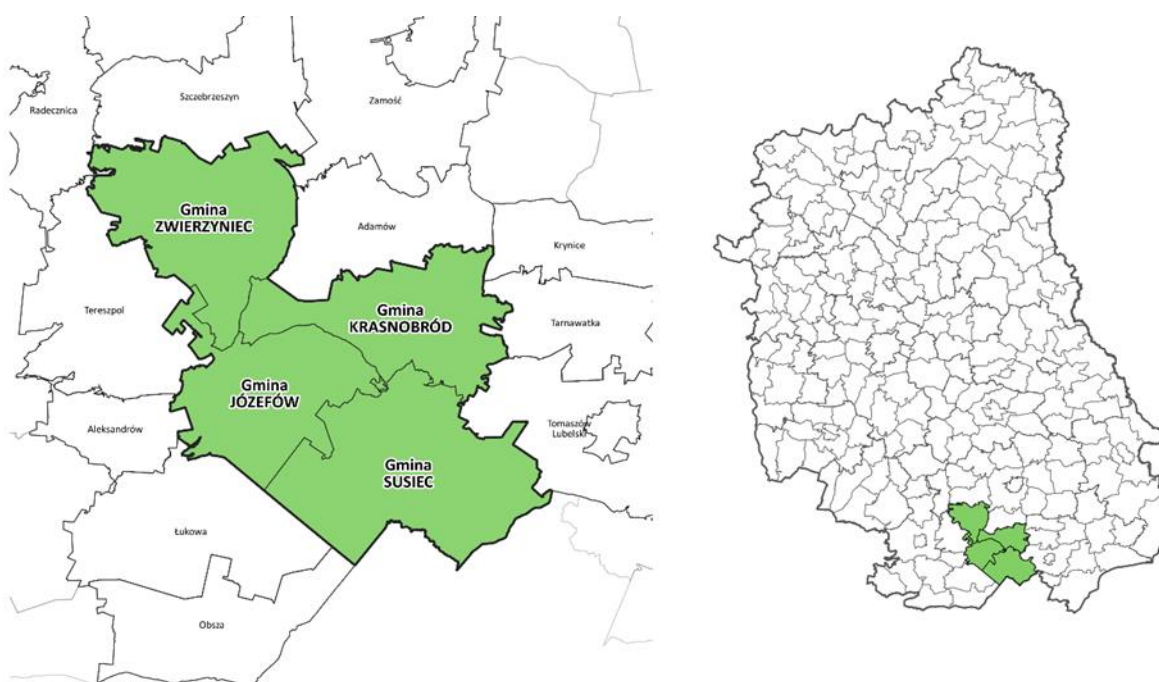 Szczebrzeszyn
Zamość
Radecznica
Gmina
ZWIERZYNIEC
Adamów
Krynice
Tereszpol
Gmina
KRASNOBRÓD
Tarnawatka
Gmina
JÓZEFÓW
Aleksandrów
Tomaszów
Lubelski
Gmina
SUSIEC
Łukowa
Obsza